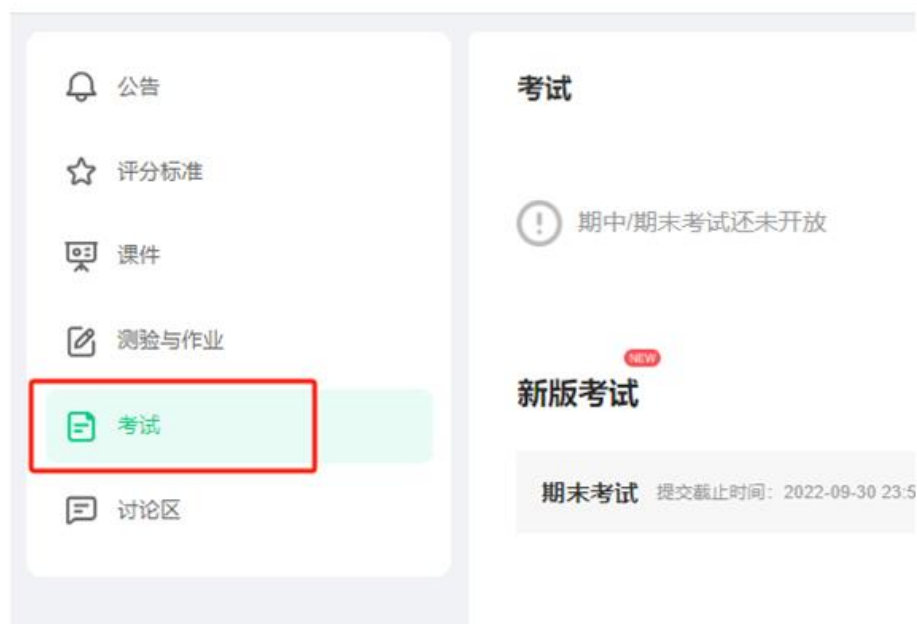 公告
评分标准
课件
测验与作业
考试
讨论区
考试
期中/期末考试还未开放
NEW
新版考试
期末考试 提交截止时间：2022-09-30 23:5